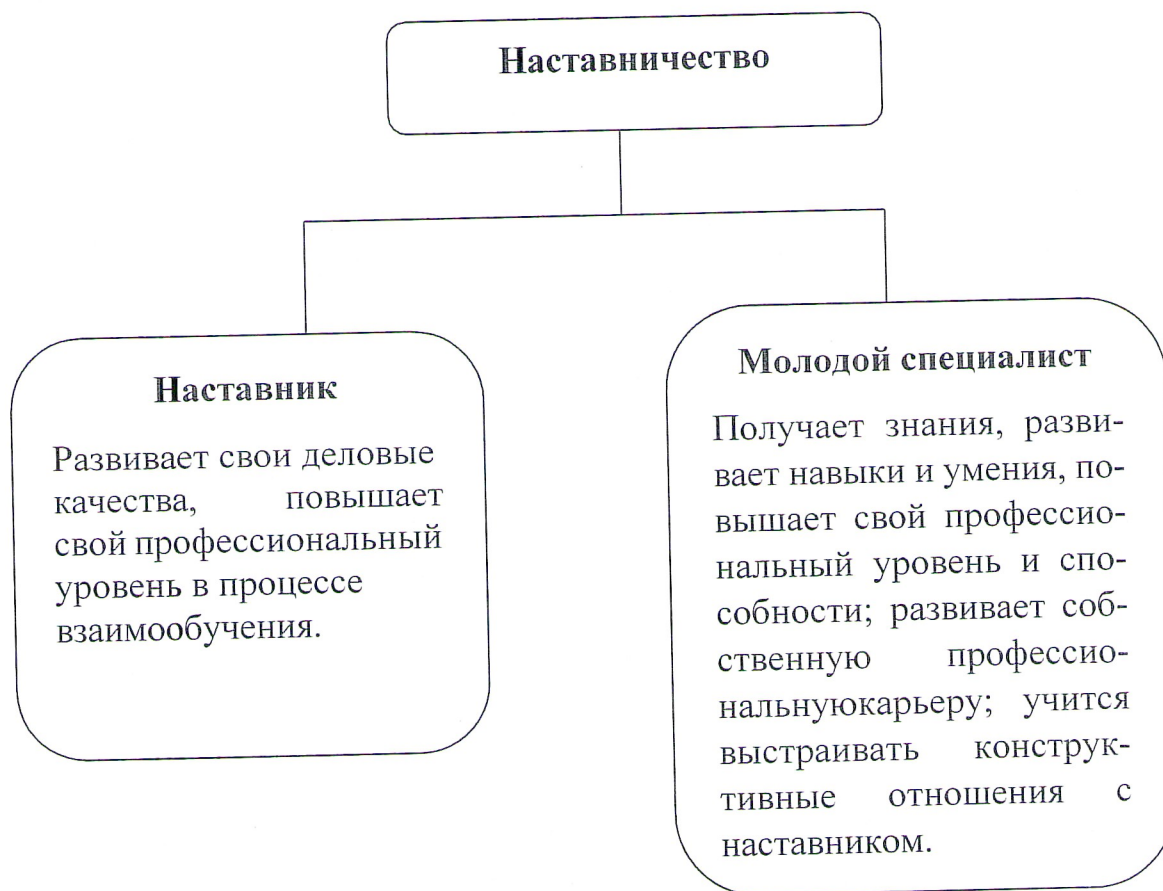 Наставничество
Наставник
Развивает свои деловые
качества, повышает
свой профессиональный
уровень в процессе
взаимообучения.
Молодой специалист
Получает знания, разви-
вает навыки и умения, по-
вышает свой профессио-
нальный уровень и спо-
собности; развивает соб-
ственную профессио-
нальнуюкарьеру; учится
выстраивать конструк-
тивные отношения с
наставником.